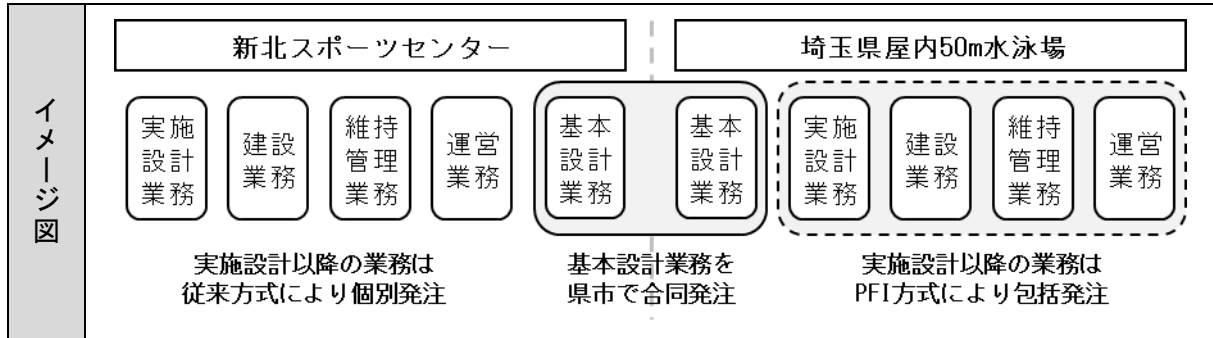 イメージ図
新北スポーツセンター
埼玉県屋内50m水泳場
実施
設計
業務
建設
業務
維持
管理
業務
運営
業務
基本
設計
業務
基本
設計
業務
実施
設計
業務
建設
業務
維持
管理
業務
運営
業務
実施設計以降の業務は
従来方式により個別発注
基本設計業務を
県市で合同発注
実施設計以降の業務は
PFI方式により包括発注